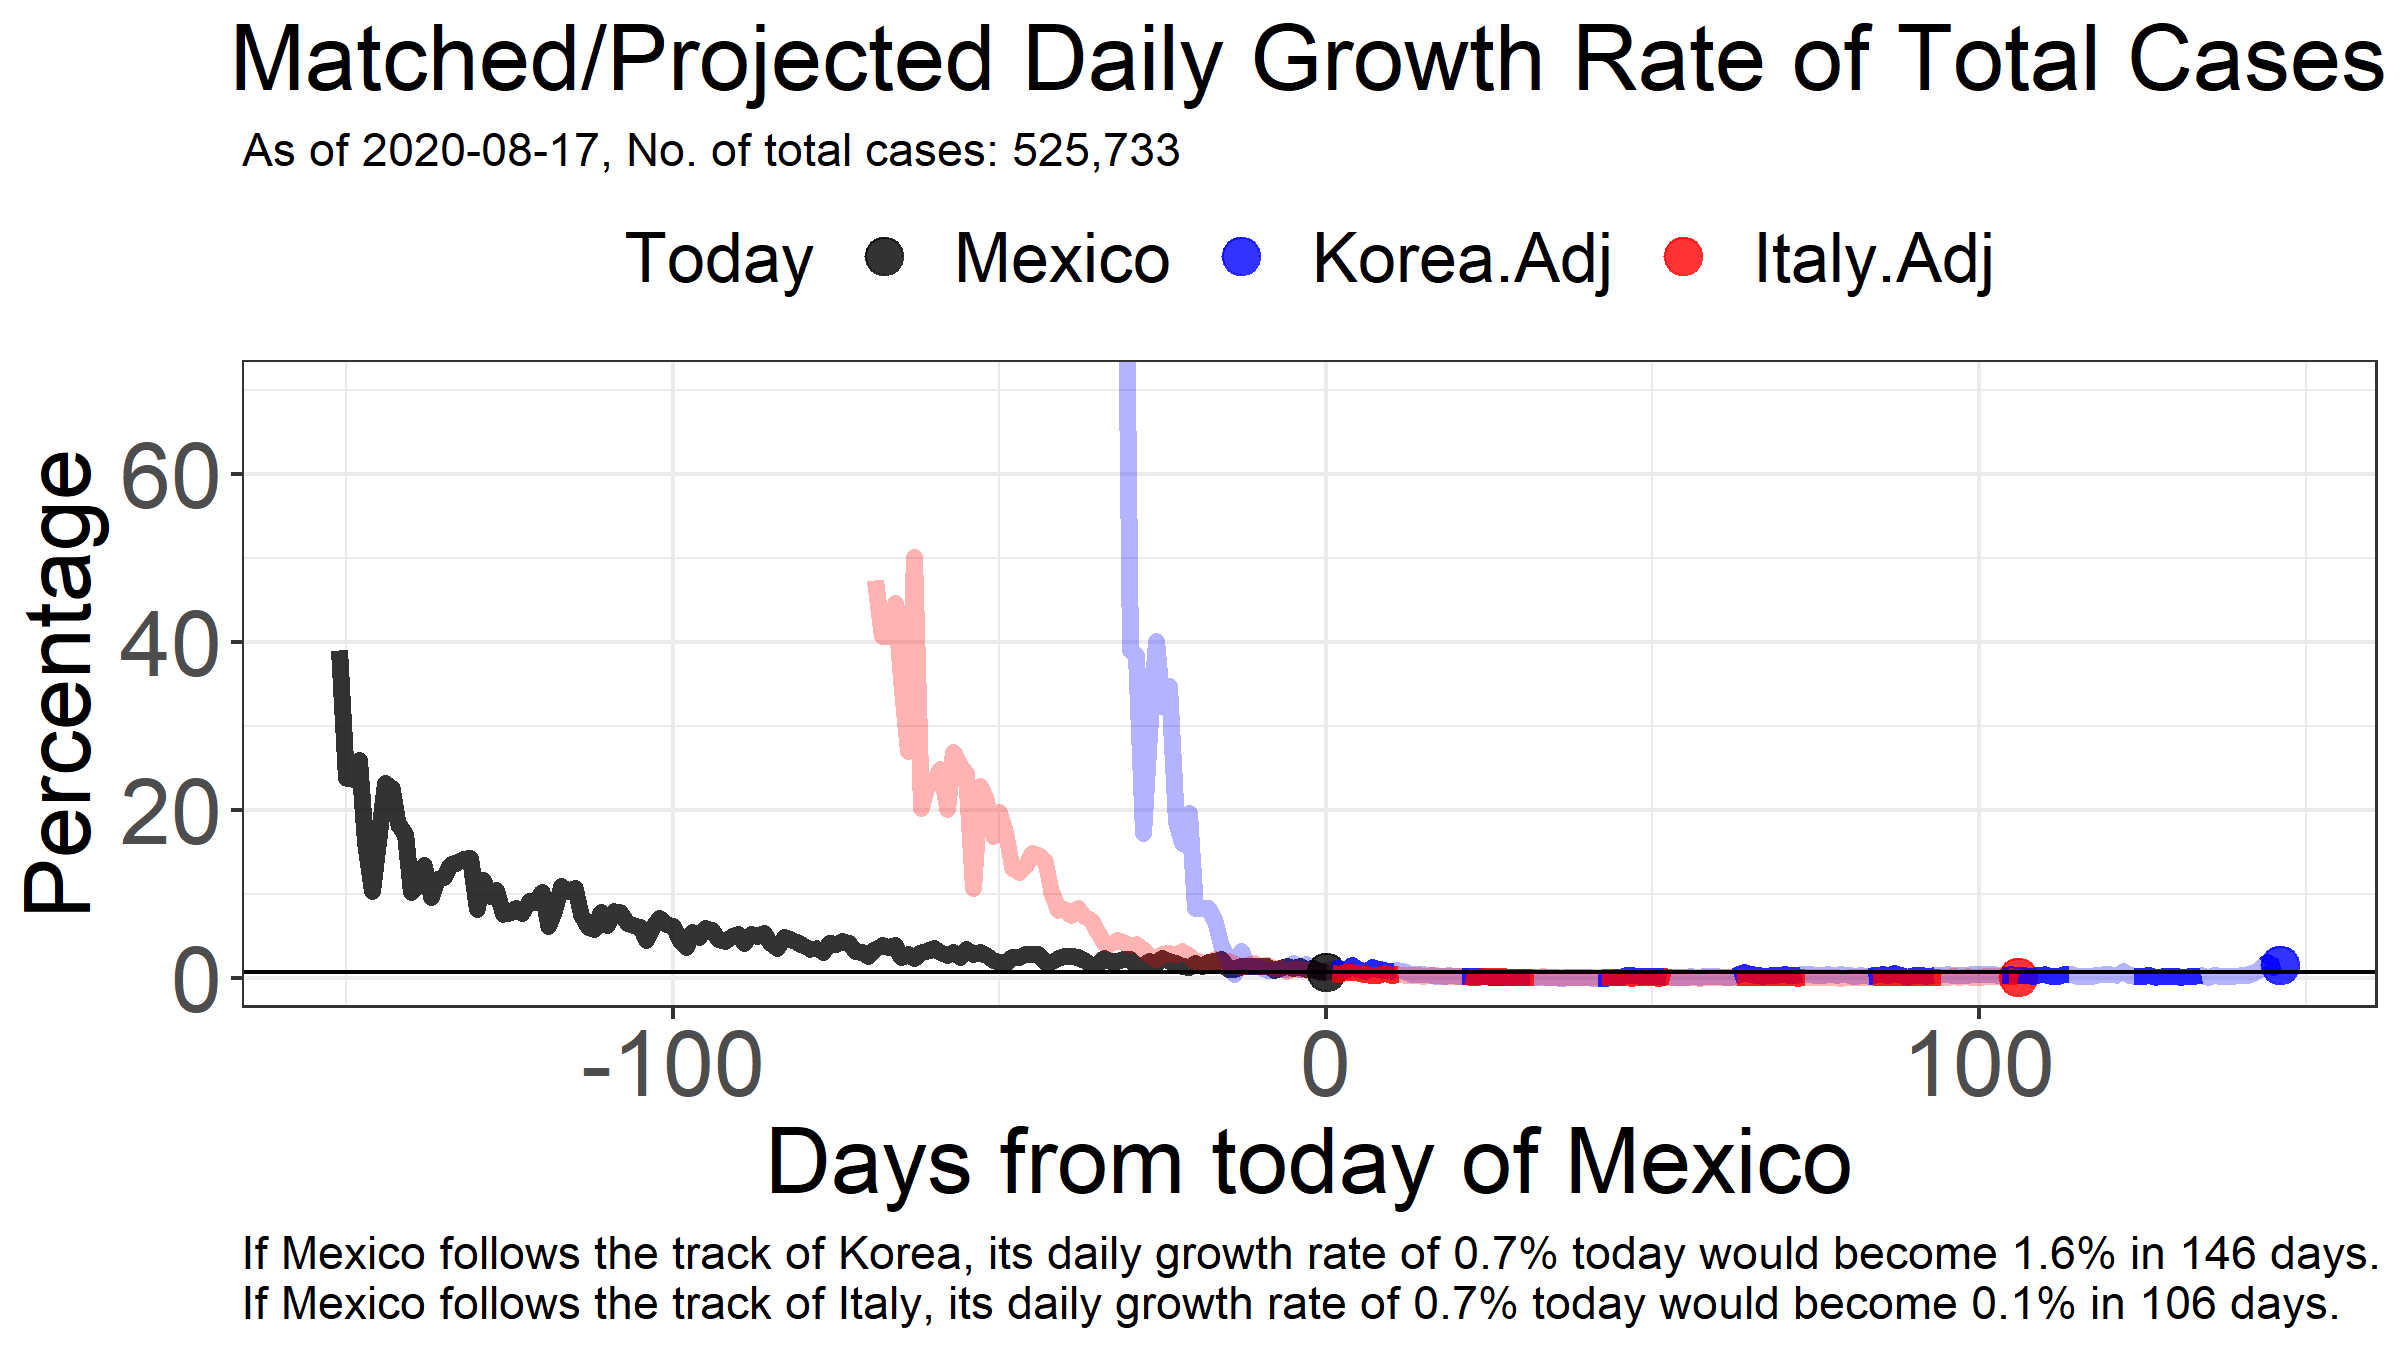 Matched/Projected Daily Growth Rate of Total Cases
As of 2020-08-17, No. of total cases: 525,733
Today Mexico Korea.Adj Italy.Adj
Percentage
60
40
20
0
-100 0 100
Days from today of Mexico
If Mexico follows the track of Korea, its daily growth rate of 0.7% today would become 1.6% in 146 days.
If Mexico follows the track of Italy, its daily growth rate of 0.7% today would become 0.1% in 106 days.